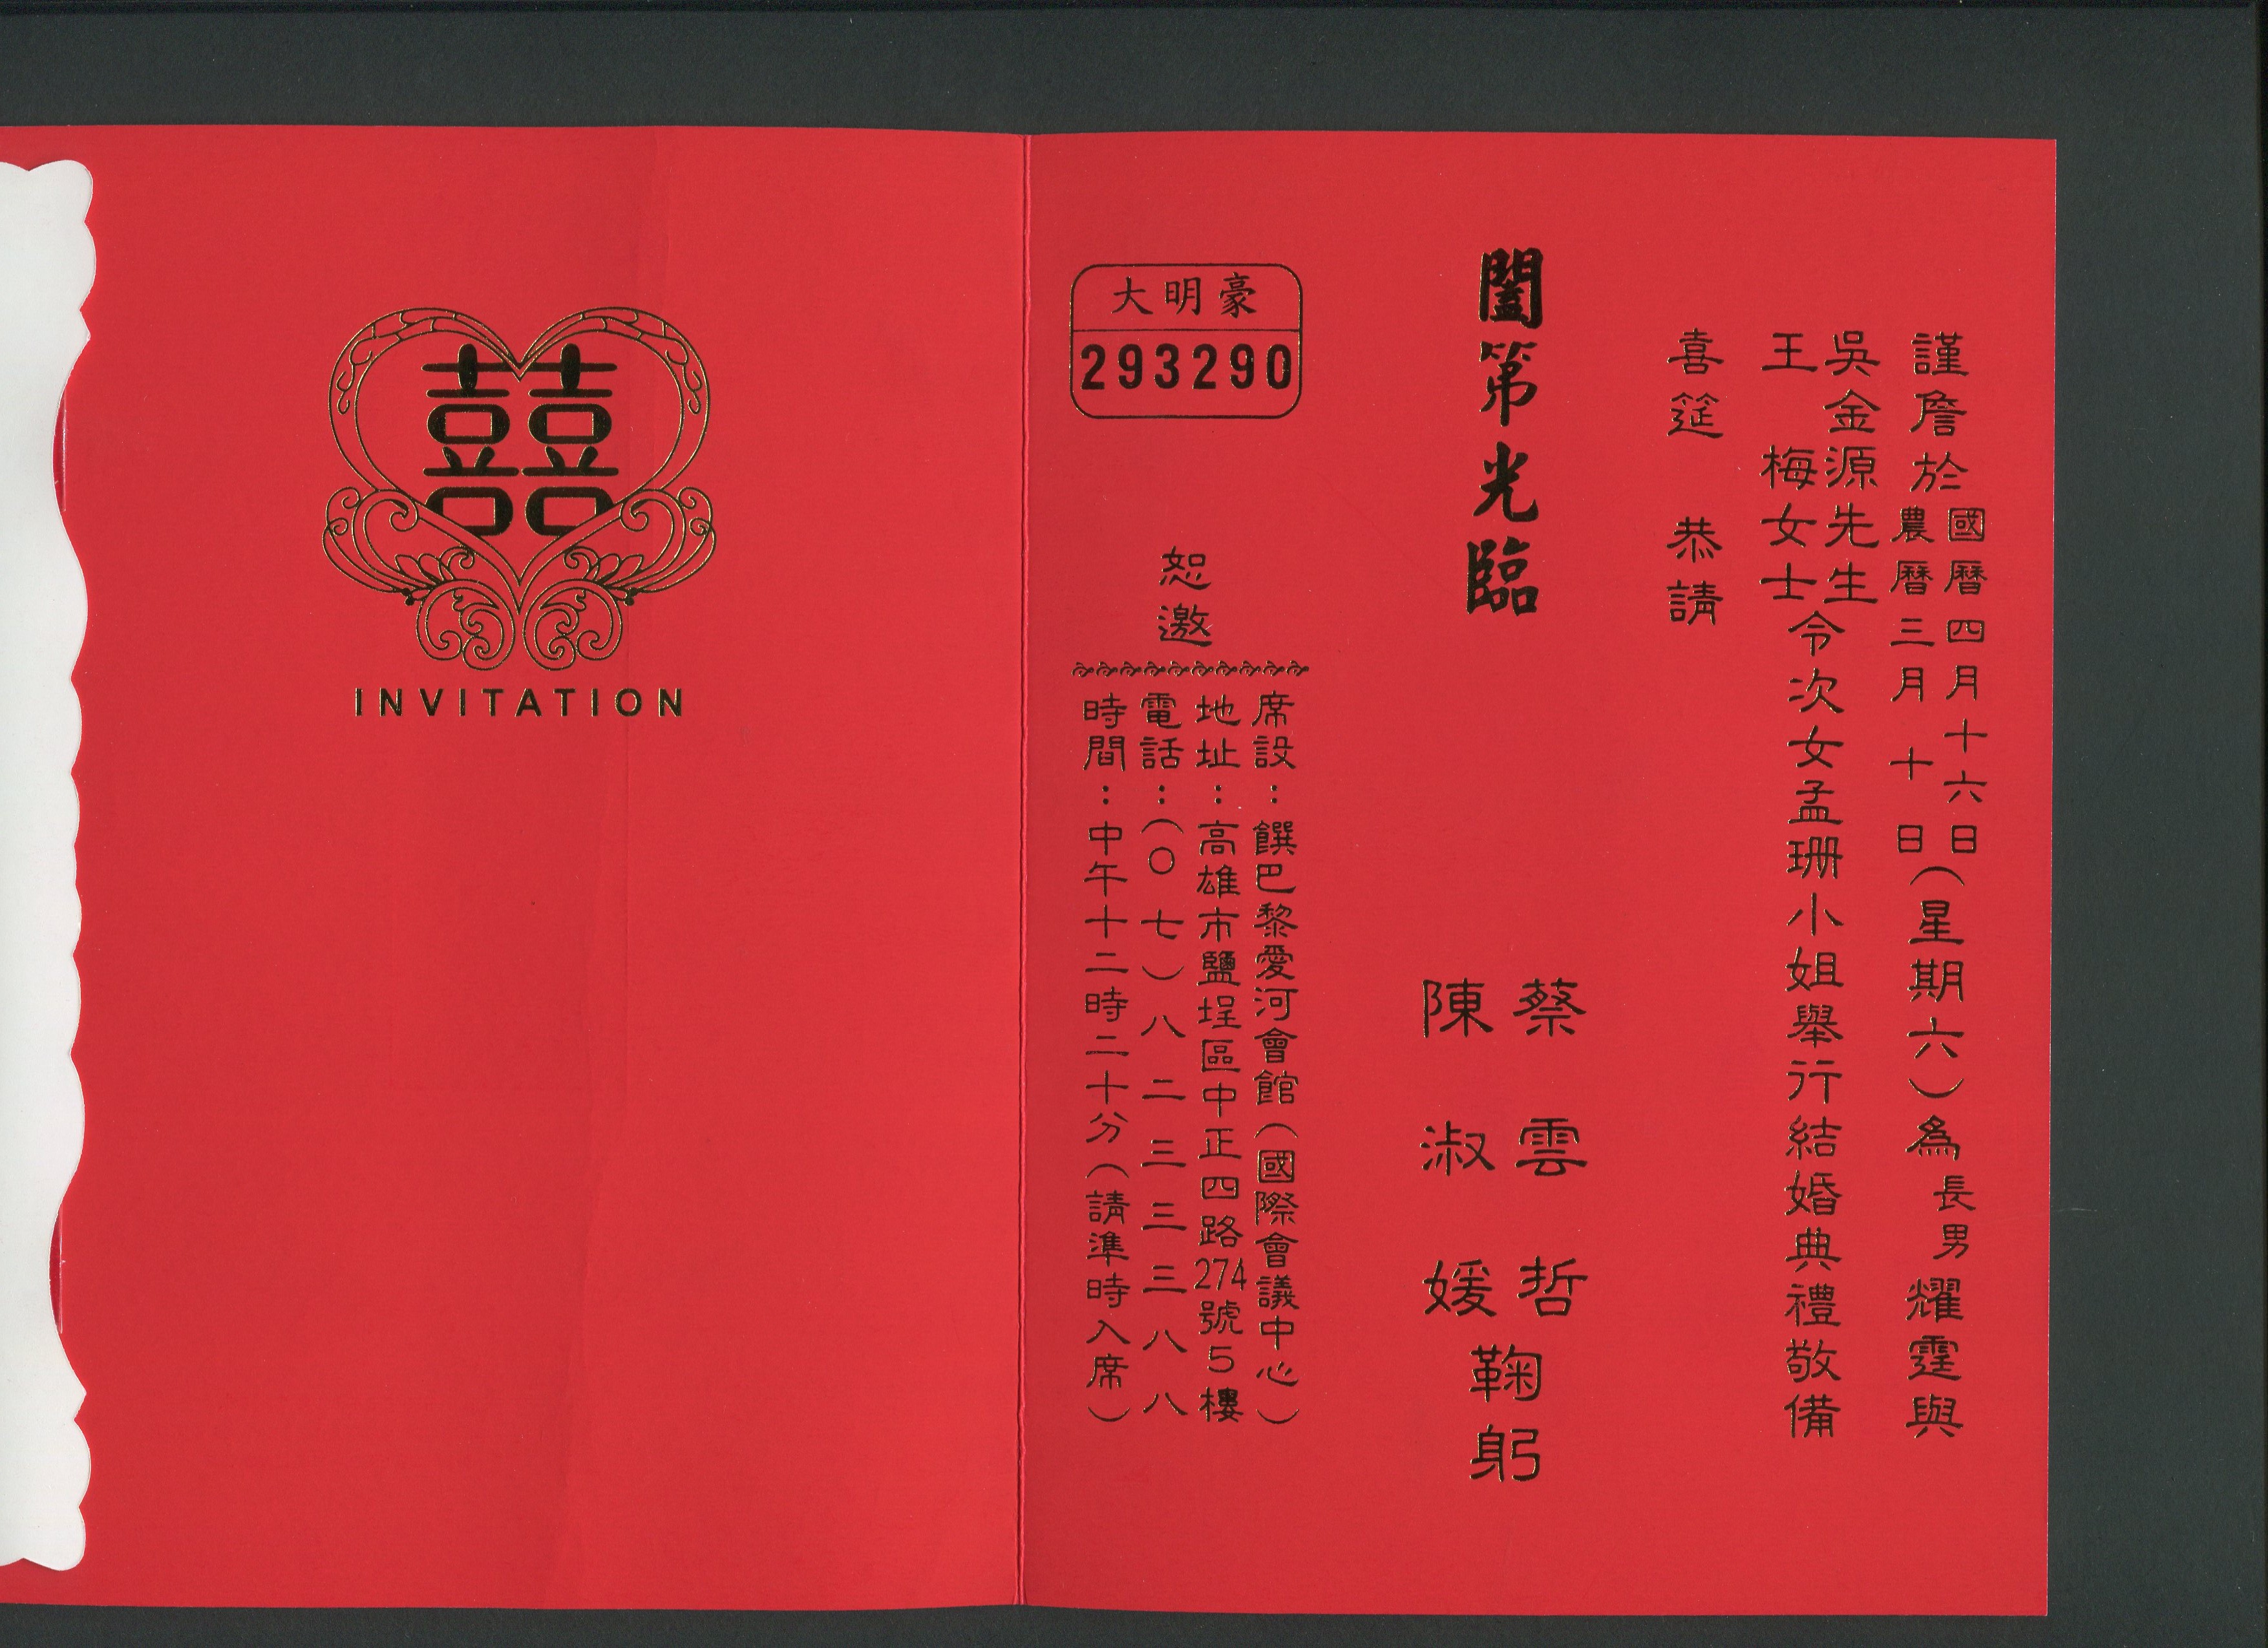 謹詹於國曆四月十六日農曆三月十日(星期六)為長男耀霆與
吳金源先生
王梅女士
令次女孟珊小姐舉行結婚典禮敬備
喜筵 恭請
闔第光臨
蔡雲哲
陳淑媛
鞠躬
恕邀
席設：饌巴黎愛河會館(國際會議中心)
地址：高雄市鹽埕區中正四路274號5樓
電話：(〇七)八二三三三八八
時間：中午十二時二十分(請準時入席)
大明豪
293290
囍
INVITATION